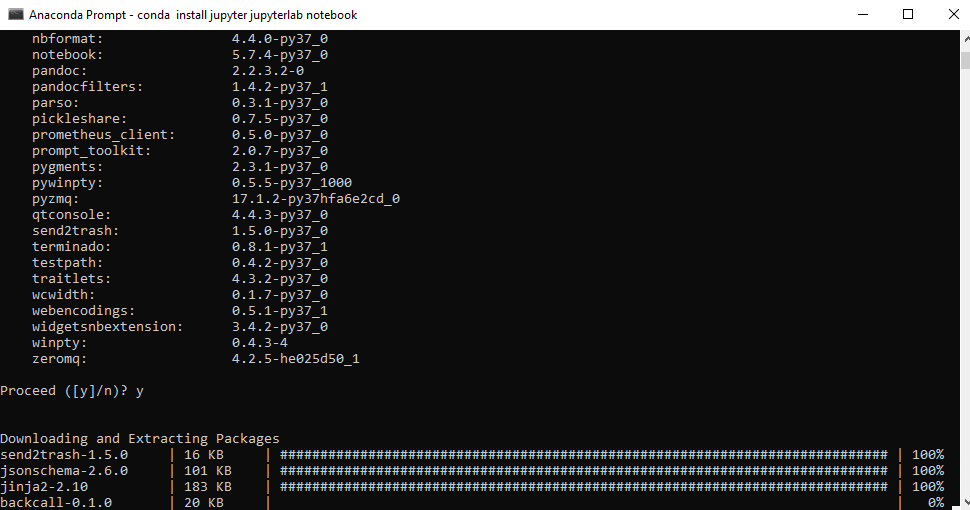 Anaconda Prompt - conda  install jupyter jupyterlab notebook
nbformat: 4.4.0-py37_0
notebook: 5.7.4-py37_0
pandoc: 2.2.3.2-0
pandocfilters: 1.4.2-py37_1
parso: 0.3.1-py37_0
pickleshare: 0.7.5-py37_0
prometheus_client: 0.5.0-py37_0
prompt_toolkit: 2.0.7-py37_0
pygments: 2.3.1-py37_0
pywinpty: 0.5.5-py37_1000
pyzmq: 17.1.2-py37hfa6e2cd_0
qtconsole: 4.4.3-py37_0
send2trash: 1.5.0-py37_0
terminado: 0.8.1-py37_1
testpath: 0.4.2-py37_0
traitlets: 4.3.2-py37_0
wcwidth: 0.1.7-py37_0
webencodings: 0.5.1-py37_1
widgetsnbextension: 3.4.2-py37_0
winpty: 0.4.3-4
zeromq: 4.2.5-he025d50_1
Proceed ([y]/n)? y
Downloading and Extracting Packages
send2trash-1.5.0     | 16 KB     | ############################################################################ | 100%
jsonschema-2.6.0     | 101 KB    | ############################################################################ | 100%
jinja2-2.10          | 183 KB    | ############################################################################ | 100%
backcall-0.1.0       | 20 KB     |                                                                              |   0%